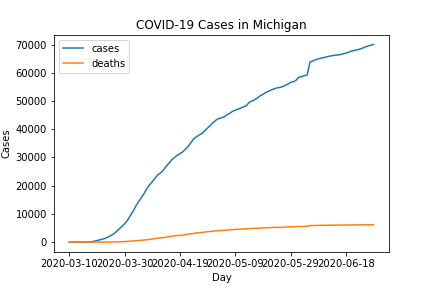 COVID-19 Cases in Michigan
cases
deaths
70000
60000
50000
40000
30000
20000
10000
0
Cases
2020-03-10 2020-03-30 2020-04-19 2020-05-09 2020-05-29 2020-06-18
Day